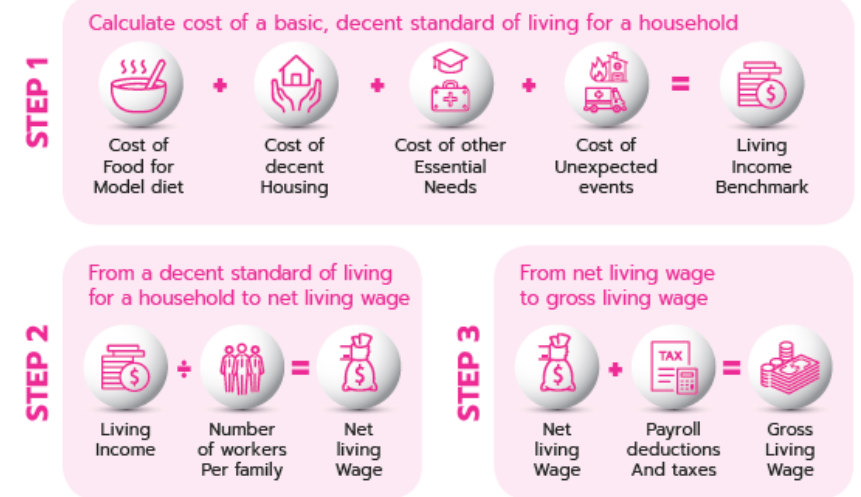 STEP 1
Calculate cost of a basic, decent standard of living for a household
+ + + =
Cost of
Food for
Model diet
Cost of
decent
Housing
Cost of other
Essential
Needs
Cost of
Unexpected
events
$
Living
Income
Benchmark
STEP 2
From a decent standard of living
for a household to net living wage
$ ÷ = $
Living
Income
Number
of workers
Per family
Net
living
Wage
STEP 3
From net living wage
to gross living wage
$ + TAX = $
Net
living
Wage
Payroll
deductions
And taxes
Gross
Living
Wage